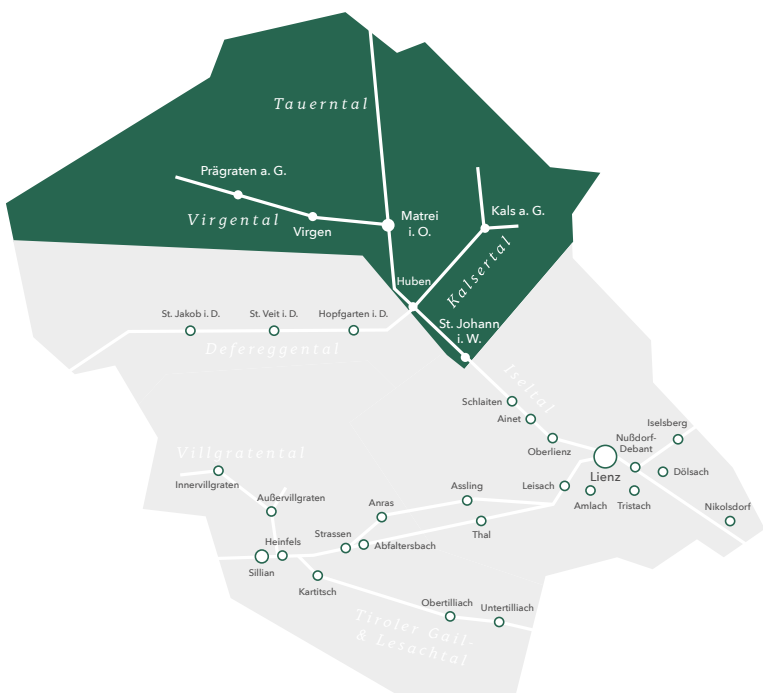 Tauerntal
Prägraten a. G.
Virgental
Virgen
Matrei
i. O.
Kals a. G.
Kalsertal
Huben
St. Johann
i. W.
St. Jakob i. D.
St. Veit i. D.
Hopfgarten i. D.
Defereggental
Iseltal
Schlaiten
Ainet
Oberlienz
Iselsberg
Nußdorf-
Debant
Lienz
Dölsach
Leisach
Amlach
Tristach
Nikolsdorf
Villgratental
Innervillgraten
Außervillgraten
Assling
Anras
Thal
Strassen
Abfaltersbach
Heinfels
Sillian
Kartitsch
Obertilliach
Untertilliach
Tiroler Gail-
& Lesachtal